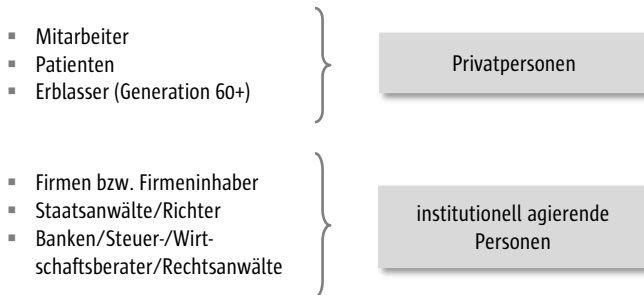 ▪ Mitarbeiter
▪ Patienten
▪ Erblasser (Generation 60+)
Privatpersonen
▪ Firmen bzw. Firmeninhaber
▪ Staatsanwälte/Richter
▪ Banken/Steuer-/Wirt-
schaftsberater/Rechtsanwälte
institutionell agierende
Personen